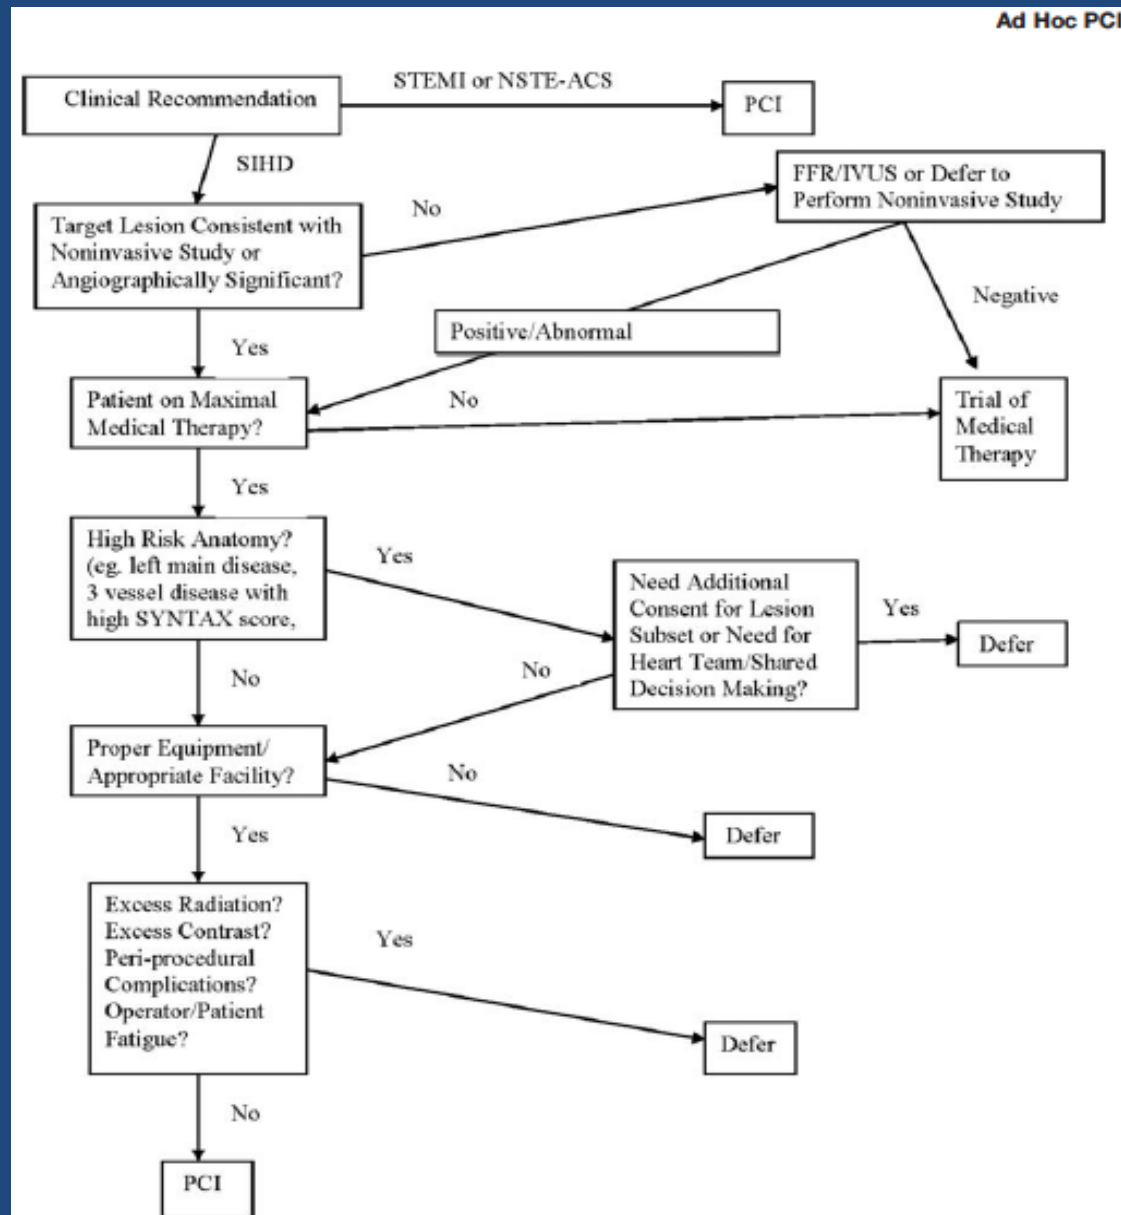 Ad Hoc PCI
Clinical Recommendation
STEMI or NSTE-ACS
PCI
SIHD
FFR/IVUS or Defer to
Perform Noninvasive Study
No
Target Lesion Consistent with
Noninvasive Study or
Angiographically Significant?
Negative
Positive/Abnormal
Yes
Patient on Maximal
Medical Therapy?
No
Trial of
Medical
Therapy
Yes
High Risk Anatomy?
(eg. left main disease,
3 vessel disease with
high SYNTAX score,
Yes
Need Additional
Consent for Lesion
Subset or Need for
Heart Team/Shared
Decision Making?
Yes
Defer
No
No
Proper Equipment/
Appropriate Facility?
No
Defer
Yes
Excess Radiation?
Excess Contrast?
Peri-procedural
Complications?
Operator/Patient
Fatigue?
Yes
Defer
No
PCI